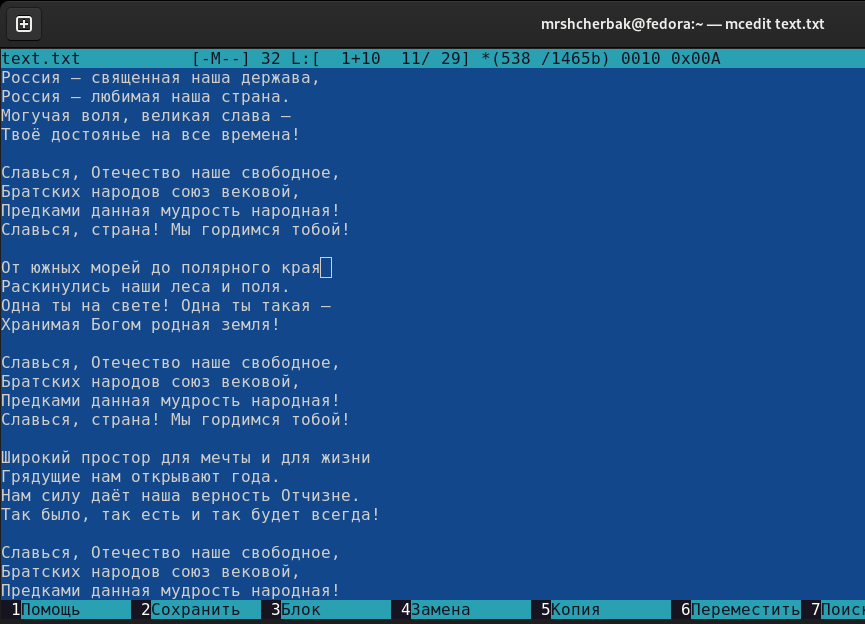 mrshcherbak@fedora:~ — mcedit text.txt
text.txt [-M--] 32 L:[ 1+10 11/ 29] *(538 /1465b) 0010 0x00A
Россия – священная наша держава,
Россия – любимая наша страна.
Могучая воля, великая слава –
Твоё достоянье на все времена!
Славься, Отечество наше свободное,
Братских народов союз вековой,
Предками данная мудрость народная!
Славься, страна! Мы гордимся тобой!
От южных морей до полярного края
Раскинулись наши леса и поля.
Одна ты на свете! Одна ты такая –
Хранимая Богом родная земля!
Славься, Отечество наше свободное,
Братских народов союз вековой,
Предками данная мудрость народная!
Славься, страна! Мы гордимся тобой!
Широкий простор для мечты и для жизни
Грядущие нам открывают года.
Нам силу даёт наша верность Отчизне.
Так было, так есть и так будет всегда!
Славься, Отечество наше свободное,
Братских народов союз вековой,
Предками данная мудрость народная!
1Помощь 2Сохранить 3Блок 4Замена 5Копия 6Переместить 7Поиск